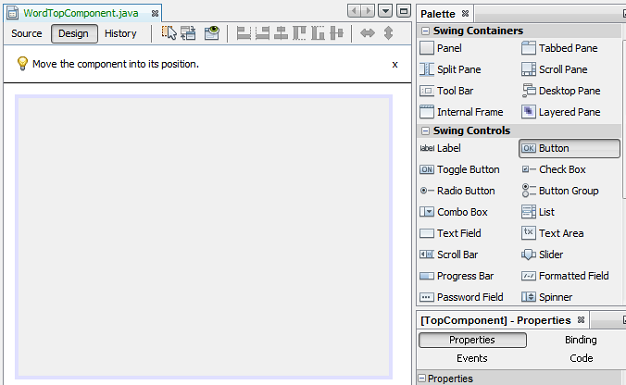 WordTopComponent.java
Source Design History
Move the component into its position. x
Palette
Swing Containers
Panel Tabbed Pane
Split Pane Scroll Pane
Tool Bar Desktop Pane
Internal Frame Layered Pane
Swing Controls
label Label OK Button
ON Toggle Button Check Box
Radio Button Button Group
Combo Box List
Text Field tx Text Area
Scroll Bar Slider
Progress Bar Formatted Field
Password Field Spinner
[TopComponent] - Properties
Properties Binding
Events Code
Properties